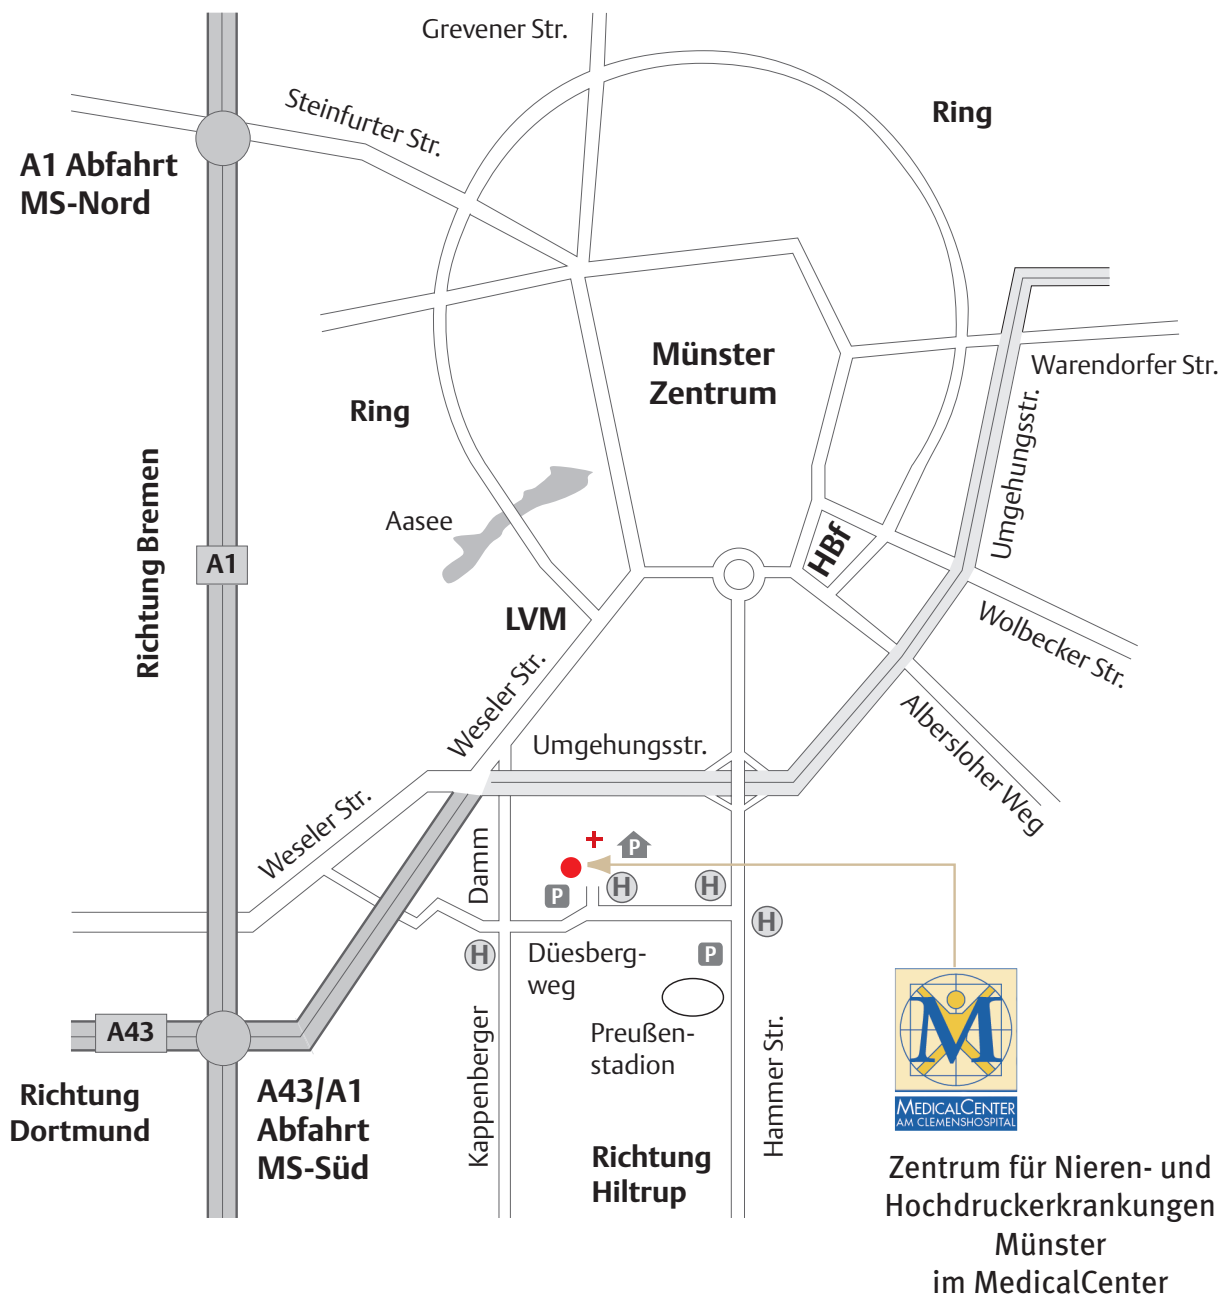 Grevener Str.
Ring
Steinfurter Str.
A1 Abfahrt
MS-Nord
Münster
Zentrum
Warendorfer Str.
Ring
Umgehungsstr.
Aasee
HBf
Richtung Bremen
A1
LVM
Wolbecker Str.
Weseler Str.
Umgehungsstr.
Albersloher Weg
Weseler Str.
Damm
P
H
H
P
H
H
Düesberg-
weg
P
A43
Kappenberger
Preußen-
stadion
Hammer Str.
M
Richtung
Dortmund
A43/A1
Abfahrt
MS-Süd
MEDICALCENTER
AM CLEMENSHOSPITAL
Richtung
Hiltrup
Zentrum für Nieren- und
Hochdruckerkrankungen
Münster
im MedicalCenter